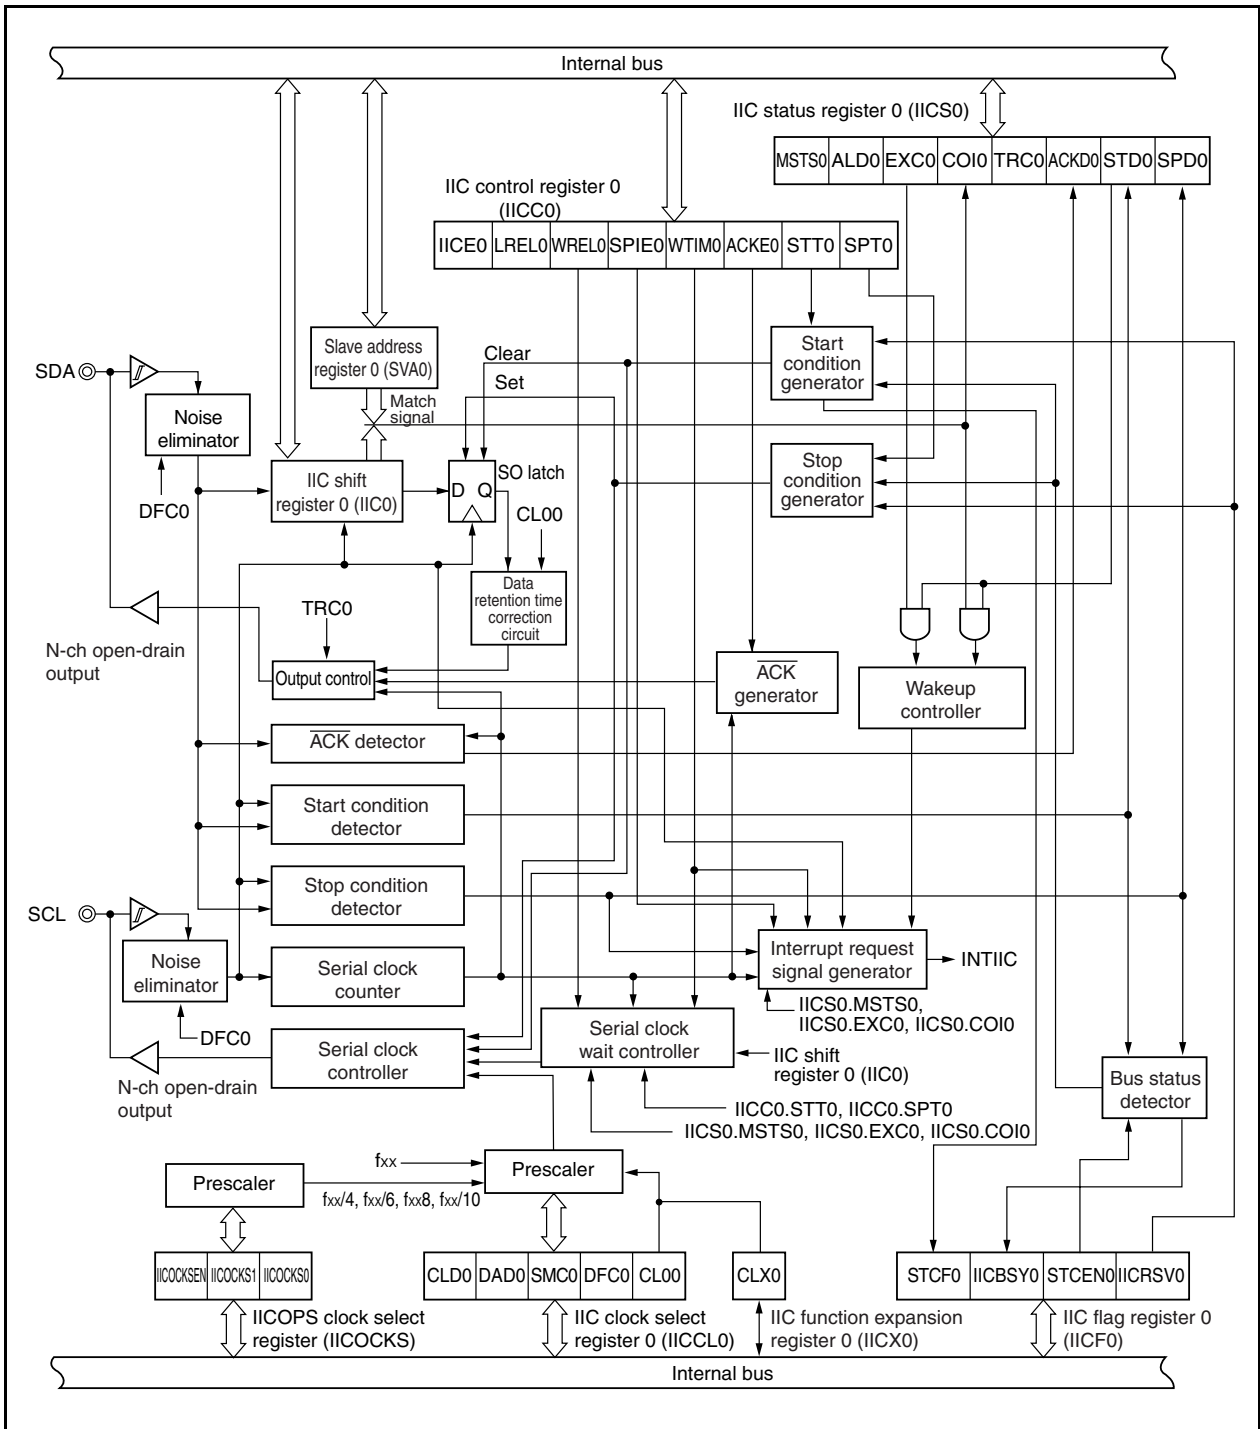 Internal bus
IIC status register 0 (IICS0)
MSTS0 ALD0 EXC0 COI0 TRC0 ACKD0 STD0 SPD0
IIC control register 0
(IICC0)
IICE0 LREL0 WREL0 SPIE0 WTIM0 ACKE0 STT0 SPT0
Slave address
register 0 (SVA0)
Clear
Set
Start
condition
generator
SDA
Match
signal
Noise
eliminator
DFC0
IIC shift
register 0 (IIC0)
D Q
SO latch
CL00
Stop
condition
generator
Data
retention time
correction
circuit
TRC0
N-ch open-drain
output
Output control
ACK
generator
Wakeup
controller
ACK detector
Start condition
detector
Stop condition
detector
SCL
Noise
eliminator
DFC0
Serial clock
counter
Interrupt request
signal generator
INTIIC
IICS0.MSTS0,
IICS0.EXC0, IICS0.COI0
Serial clock
controller
Serial clock
wait controller
IIC shift
register 0 (IIC0)
N-ch open-drain
output
Bus status
detector
IICC0.STT0, IICC0.SPT0
IICS0.MSTS0, IICS0.EXC0, IICS0.COI0
Prescaler
fxx
fxx/4, fxx/6, fxx8, fxx/10
Prescaler
IICOCKSEN IICOCKS1 IICOCKS0
CLD0 DAD0 SMC0 DFC0 CL00
CLX0
STCF0 IICBSY0 STCEN0 IICRSV0
IICOPS clock select
register (IICOCKS)
IIC clock select
register 0 (IICCL0)
IIC function expansion
register 0 (IICX0)
IIC flag register 0
(IICF0)
Internal bus